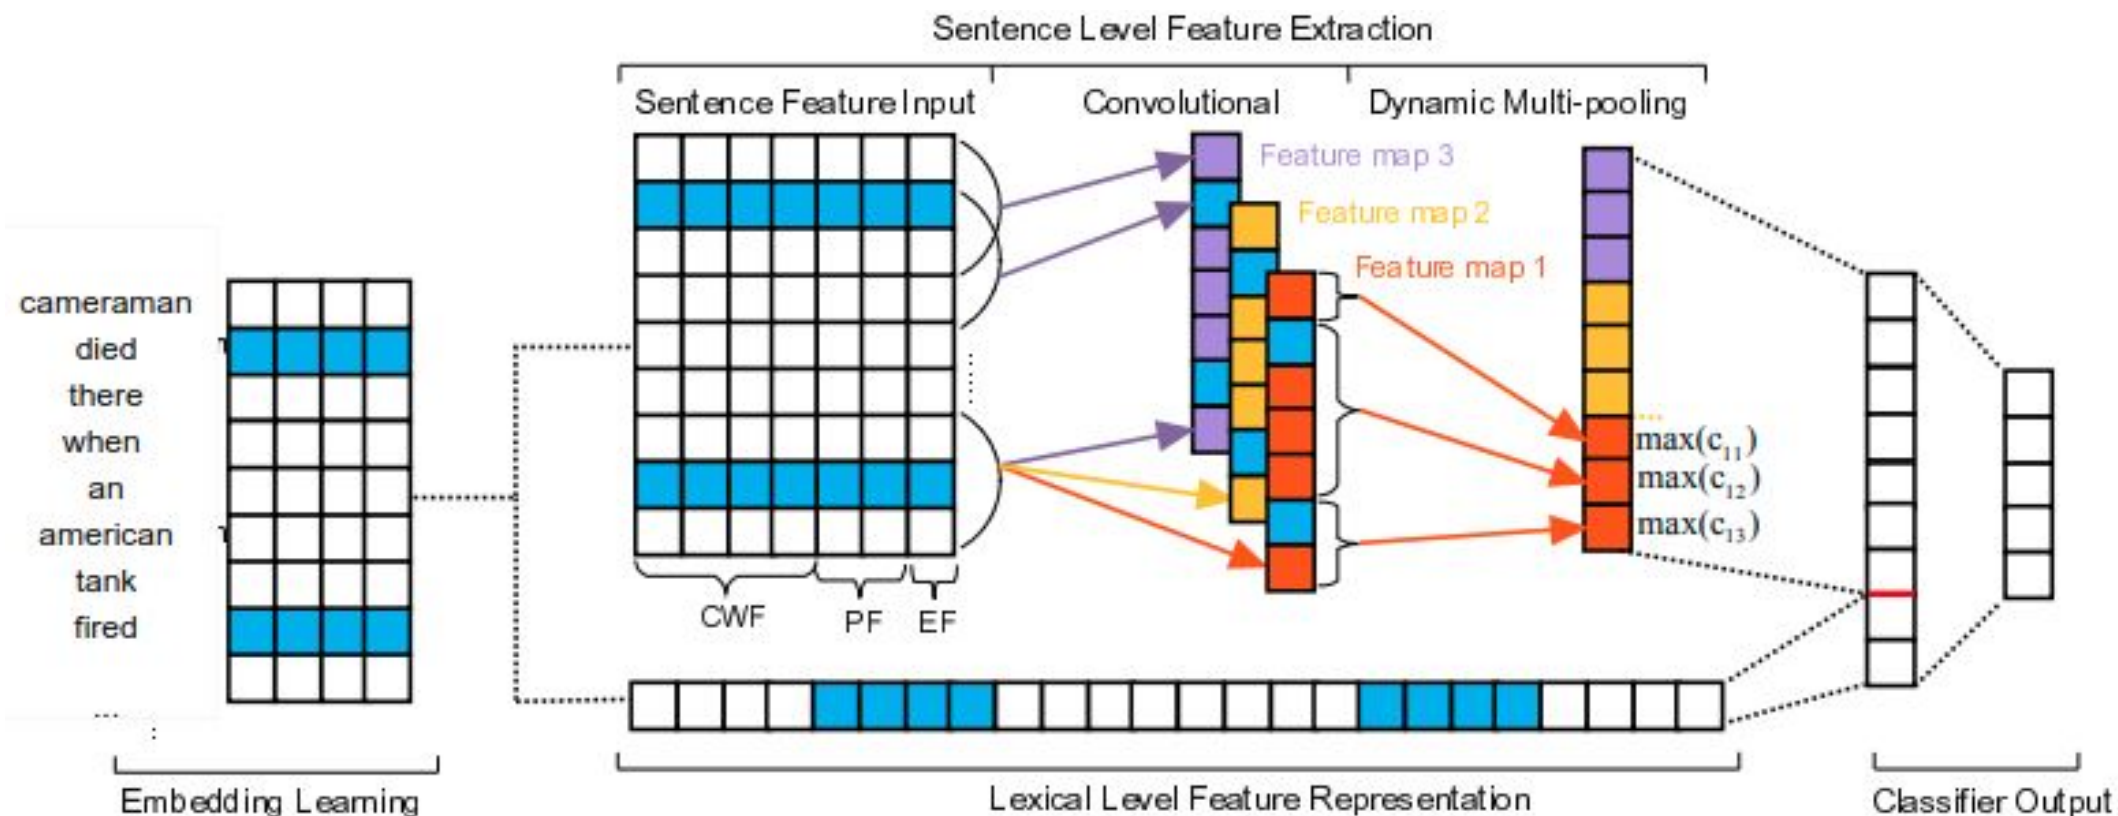 Sentence Level Feature Extraction
Sentence Feature Input
Convolutional
Dynamic Multi-pooling
Feature map 3
Feature map 2
Feature map 1
cameraman
died
there
when
an
american
tank
fired
...
:
...
max(c₁₁)
max(c₁₂)
max(c₁₃)
CWF
PF
EF
Embedding Learning
Lexical Level Feature Representation
Classifier Output